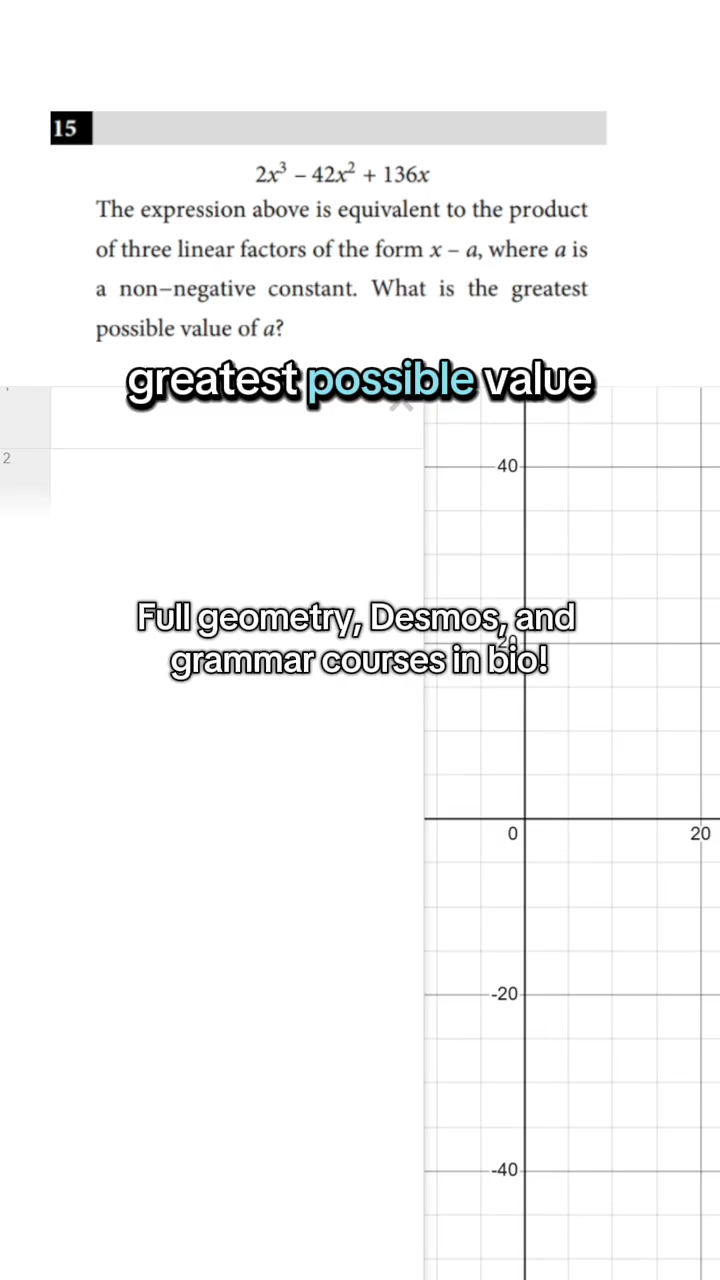 15
2x³ – 42x² + 136x
The expression above is equivalent to the product
of three linear factors of the form x – a, where a is
a non–negative constant. What is the greatest
possible value of a?
greatest possible value
2
40
Full geometry, Desmos, and
20
grammar courses in bio!
0
20
-20
-40